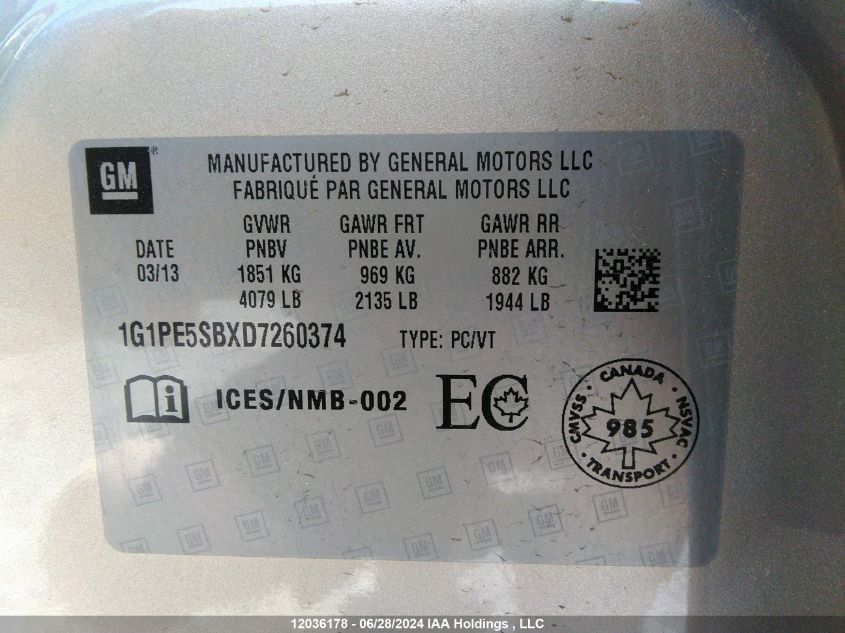 GM ®
MANUFACTURED BY GENERAL MOTORS LLC
FABRIQUÉ PAR GENERAL MOTORS LLC
GVWR GAWR FRT GAWR RR
DATE PNBV PNBE AV. PNBE ARR.
03/13 1851 KG 969 KG 882 KG
4079 LB 2135 LB 1944 LB
1G1PE5SBXD7260374 TYPE: PC/VT
i ICES/NMB-002 EC
CMVSS • CANADA • NSVAC • TRANSPORT •
985
12036178 - 06/28/2024 IAA Holdings , LLC